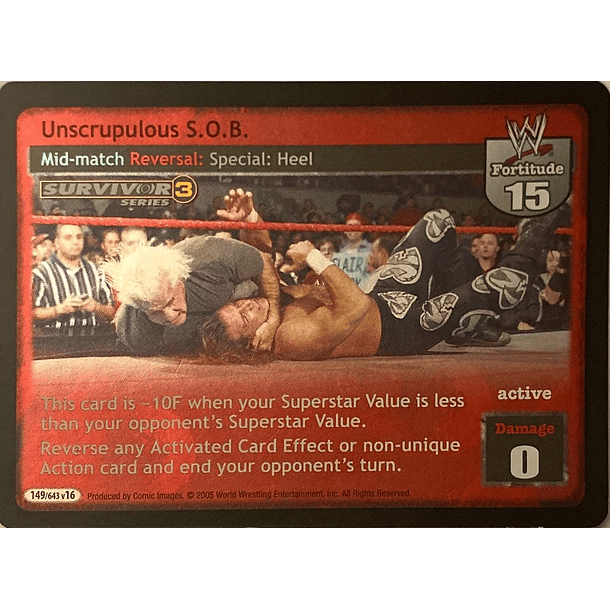 Unscrupulous S.O.B.
Mid-match Reversal: Special: Heel
W
Fortitude
15
SURVIVOR 3
SERIES
LAIR
This card is –10F when your Superstar Value is less
than your opponent's Superstar Value.
Reverse any Activated Card Effect or non-unique
Action card and end your opponent's turn.
active
Damage
0
149/643 v16
Produced by Comic Images. © 2005 World Wrestling Entertainment, Inc. All Rights Reserved.